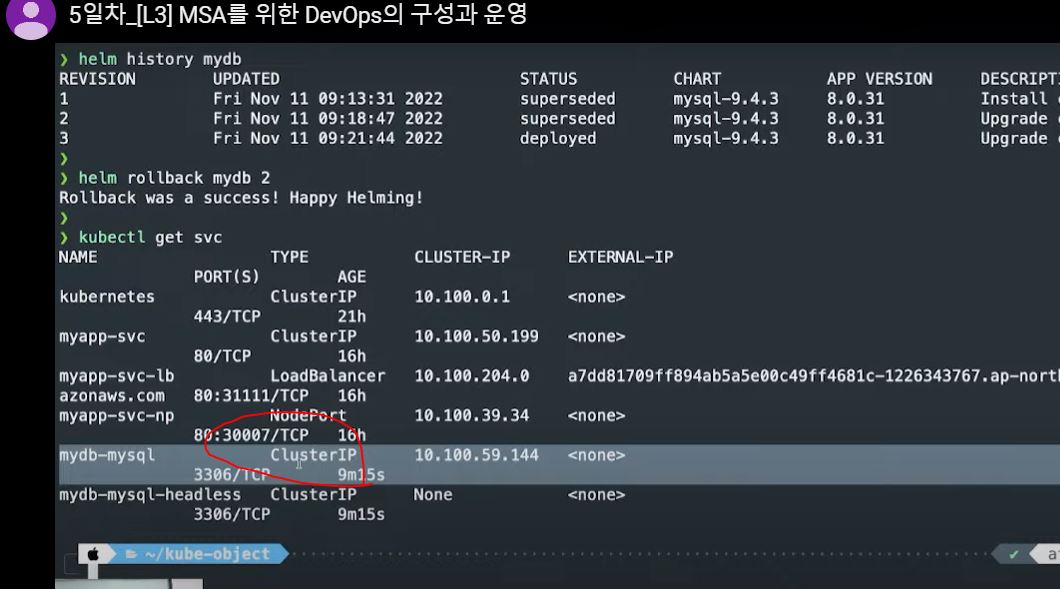 5일차_[L3] MSA를 위한 DevOps의 구성과 운영
❯ helm history mydb
REVISION UPDATED STATUS CHART APP VERSION DESCRIPT
1 Fri Nov 11 09:13:31 2022 superseded mysql-9.4.3 8.0.31 Install
2 Fri Nov 11 09:18:47 2022 superseded mysql-9.4.3 8.0.31 Upgrade
3 Fri Nov 11 09:21:44 2022 deployed mysql-9.4.3 8.0.31 Upgrade
❯
❯ helm rollback mydb 2
Rollback was a success! Happy Helming!
❯
❯ kubectl get svc
NAME TYPE CLUSTER-IP EXTERNAL-IP
PORT(S) AGE
kubernetes ClusterIP 10.100.0.1 <none>
443/TCP 21h
myapp-svc ClusterIP 10.100.50.199 <none>
80/TCP 16h
myapp-svc-lb LoadBalancer 10.100.204.0 a7dd81709ff894ab5a5e00c49ff4681c-1226343767.ap-nort
azonaws.com 80:31111/TCP 16h
myapp-svc-np NodePort 10.100.39.34 <none>
80:30007/TCP 16h
mydb-mysql ClusterIP 10.100.59.144 <none>
3306/TCP 9m15s
mydb-mysql-headless ClusterIP None <none>
3306/TCP 9m15s
~/kube-object ✔